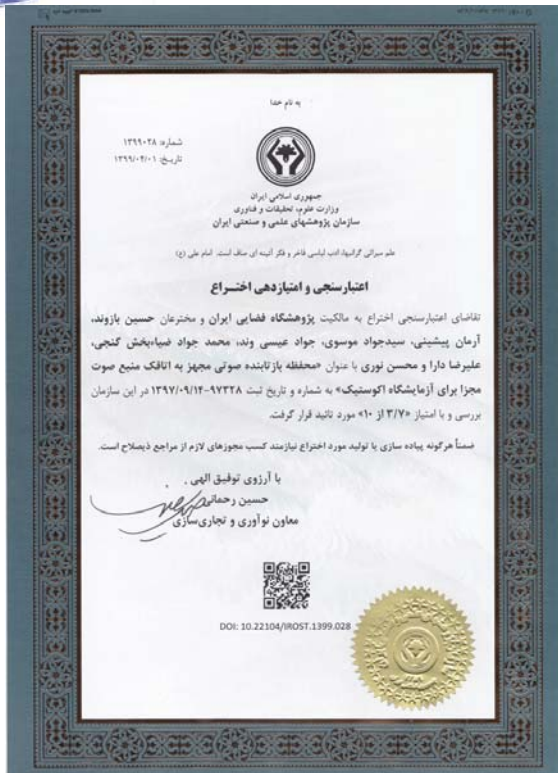 به نام خدا
شماره: ۱۳۹۹۰۲۸
تاریخ: ۱۳۹۹/۰۴/۰۱
جمهوری اسلامی ایران
وزارت علوم، تحقیقات و فناوری
سازمان پژوهشهای علمی و صنعتی ایران
علم میراثی گرانبها، ادب لباسی فاخر و فکر آئینه ای صاف است. امام علی (ع)
اعتبارسنجی و امتیازدهی اختراع
تقاضای اعتبارسنجی اختراع به مالکیت پژوهشگاه فضایی ایران و مخترعان حسین بازوند،
آرمان پیشینی، سیدجواد موسوی، جواد عیسی وند، محمد جواد ضیاءبخش گنجی،
علیرضا دارا و محسن نوری با عنوان «محفظه بازتابنده صوتی مجهز به اتاقک منبع صوت
مجزا برای آزمایشگاه اکوستیک» به شماره و تاریخ ثبت ۹۷۳۲۸-۱۳۹۷/۰۹/۱۴ در این سازمان
بررسی و با امتیاز «۳/۷ از ۱۰» مورد تائید قرار گرفت.
ضمناً هرگونه پیاده سازی یا تولید مورد اختراع نیازمند کسب مجوزهای لازم از مراجع ذیصلاح است.
با آرزوی توفیق الهی
حسین رحمانی
معاون نوآوری و تجاری‌سازی
DOI: 10.22104/IROST.1399.028